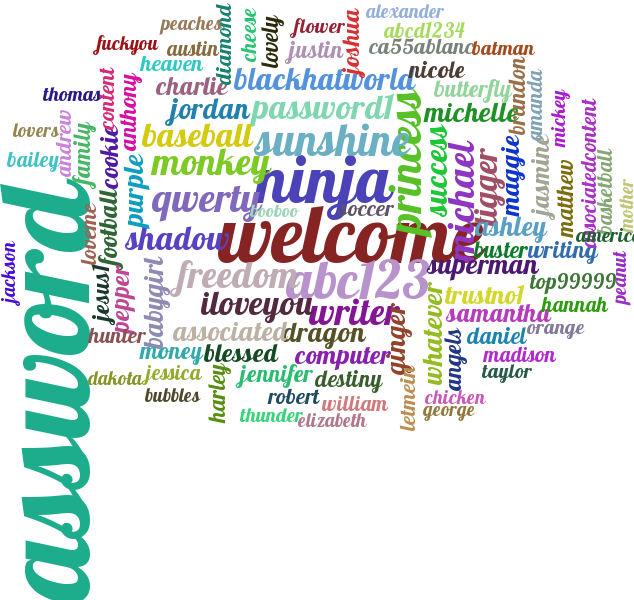 peaches
diamond
cheese
lovely
flower
joshua
alexander
abcd1234
fuckyou
austin
justin
ca55ablanc
batman
heaven
nicole
thomas
content
anthony
charlie
blackhatworld
butterfly
brandon
amanda
mickey
jordan
password1
michelle
lovers
andrew
family
cookie
baseball
sunshine
princess
success
maggie
jasmine
associatedcontent
bailey
purple
monkey
ninja
michael
tigger
matthew
basketball
mother
qwerty
booboo
soccer
assword
loveme
football
shadow
welcome
ashley
america
buster
writing
jackson
jesus1
pepper
babygirl
freedom
abc123
superman
top99999
peanut
iloveyou
writer
whatever
trustno1
hannah
samantha
hunter
associated
dragon
ginger
angels
daniel
orange
money
blessed
computer
madison
dakota
jessica
jennifer
destiny
taylor
bubbles
harley
robert
william
letmein
chicken
thunder
elizabeth
george